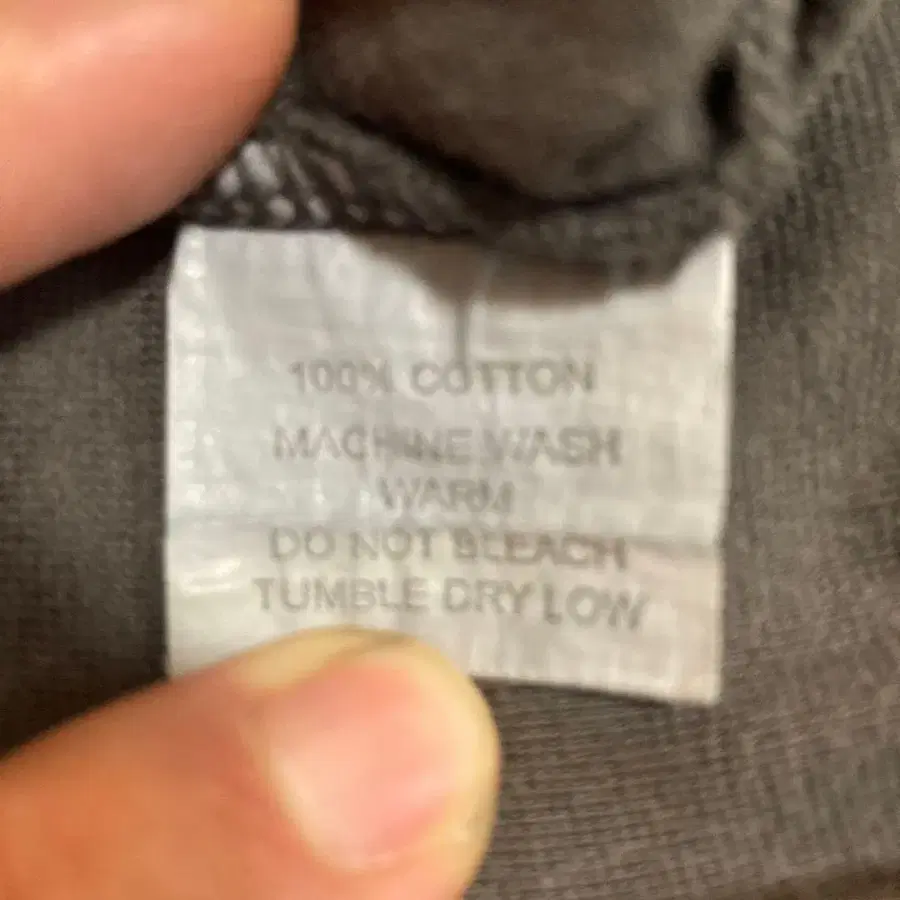 100% COTTON
MACHINE WASH
WARM
DO NOT BLEACH
TUMBLE DRY LOW